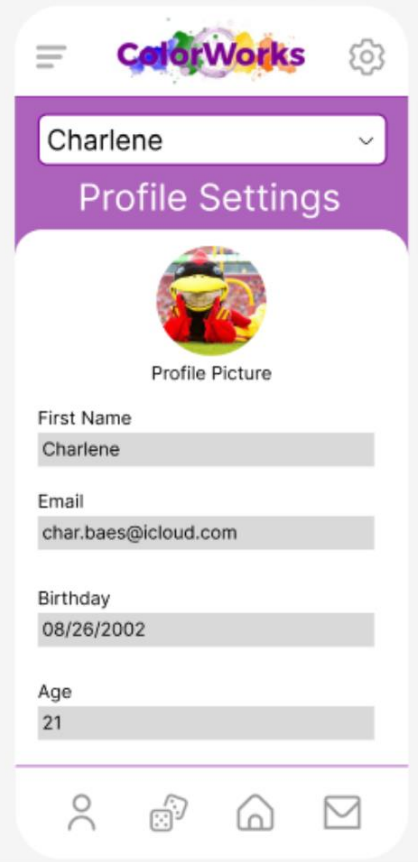 ColorWorks
Charlene
Profile Settings
Profile Picture
First Name
Charlene
Email
char.baes@icloud.com
Birthday
08/26/2002
Age
21